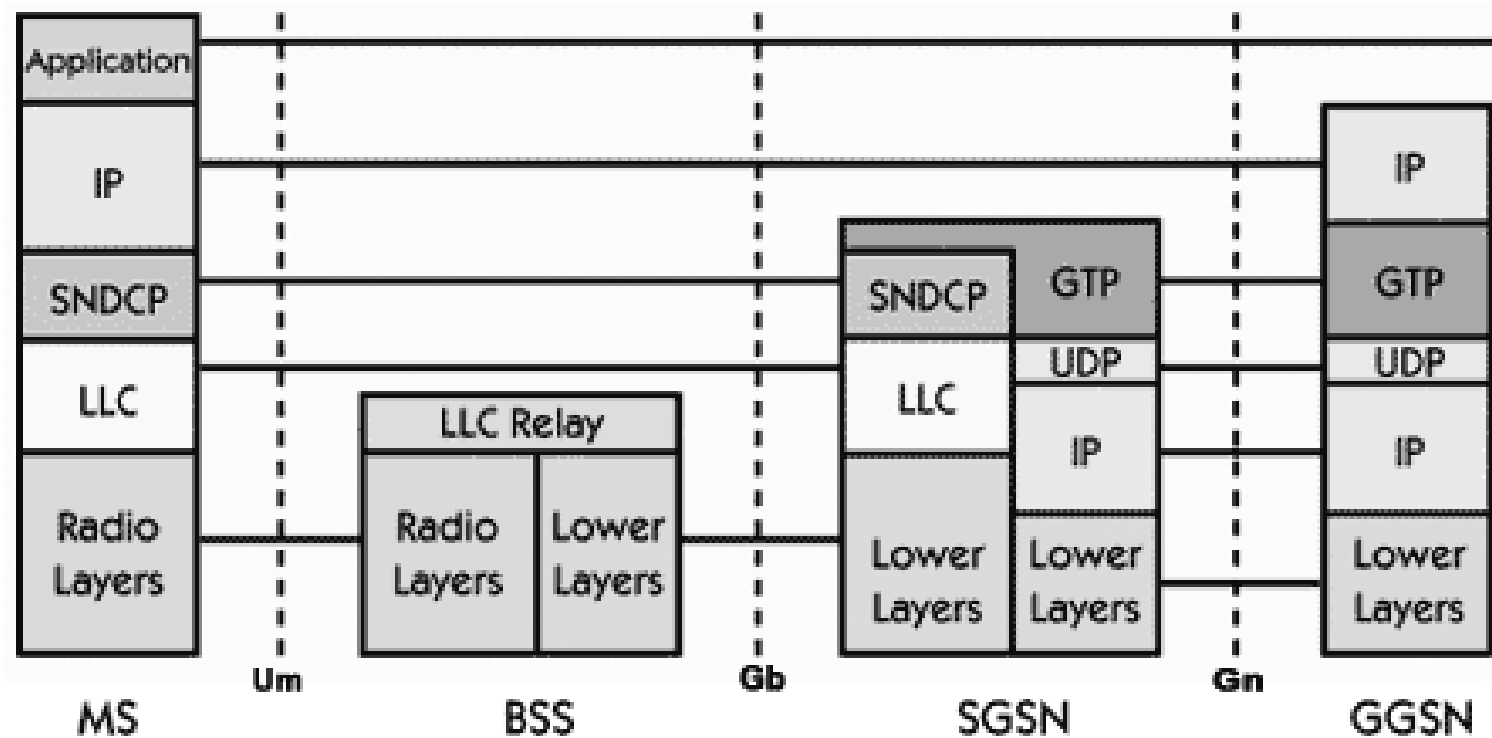 Application
IP
SNDCP
LLC
Radio
Layers
LLC Relay
Radio
Layers
Lower
Layers
SNDCP
GTP
LLC
UDP
IP
Lower
Layers
Lower
Layers
IP
GTP
UDP
IP
Lower
Layers
Um
Gb
Gn
MS
BSS
SGSN
GGSN